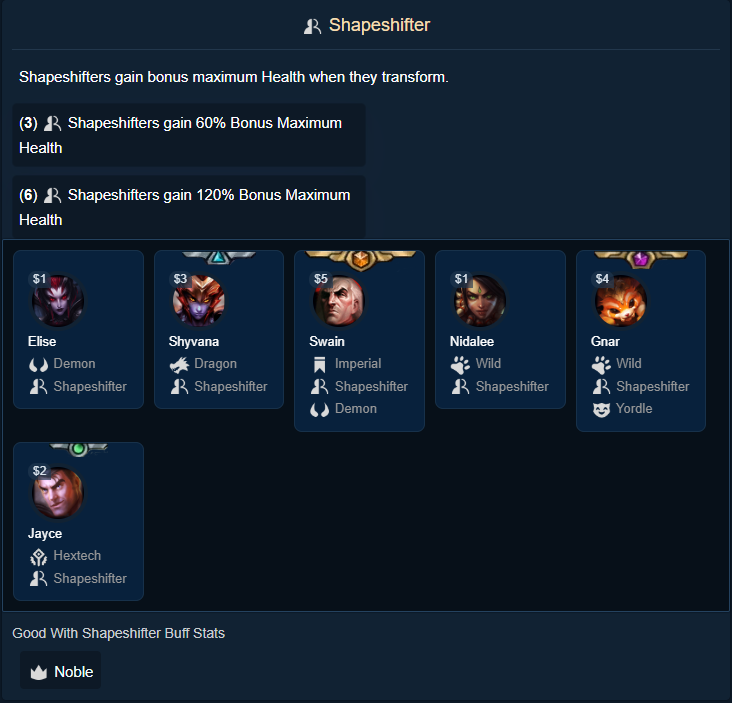 Shapeshifter
Shapeshifters gain bonus maximum Health when they transform.
(3) Shapeshifters gain 60% Bonus Maximum
Health
(6) Shapeshifters gain 120% Bonus Maximum
Health
$1
Elise
Demon
Shapeshifter
$3
Shyvana
Dragon
Shapeshifter
$5
Swain
Imperial
Shapeshifter
Demon
$1
Nidalee
Wild
Shapeshifter
$4
Gnar
Wild
Shapeshifter
Yordle
$2
Jayce
Hextech
Shapeshifter
Good With Shapeshifter Buff Stats
Noble